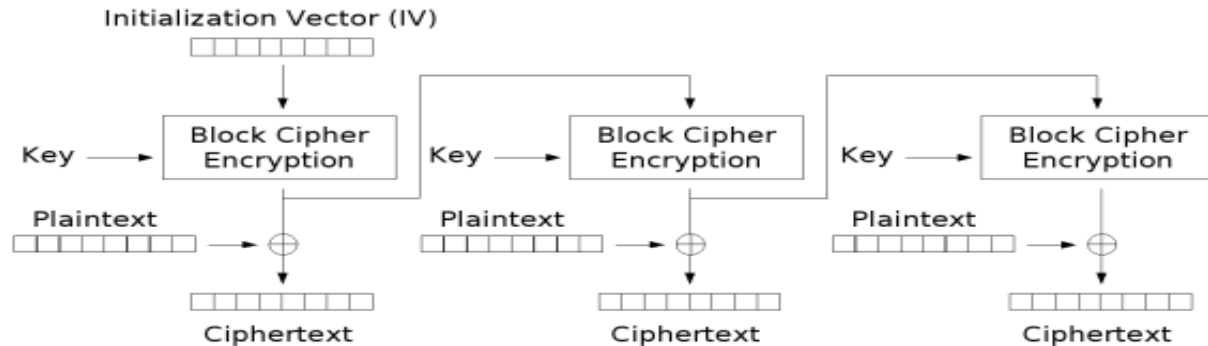 Initialization Vector (IV)
Key
Block Cipher
Encryption
Key
Block Cipher
Encryption
Key
Block Cipher
Encryption
Plaintext
Plaintext
Plaintext
Ciphertext
Ciphertext
Ciphertext